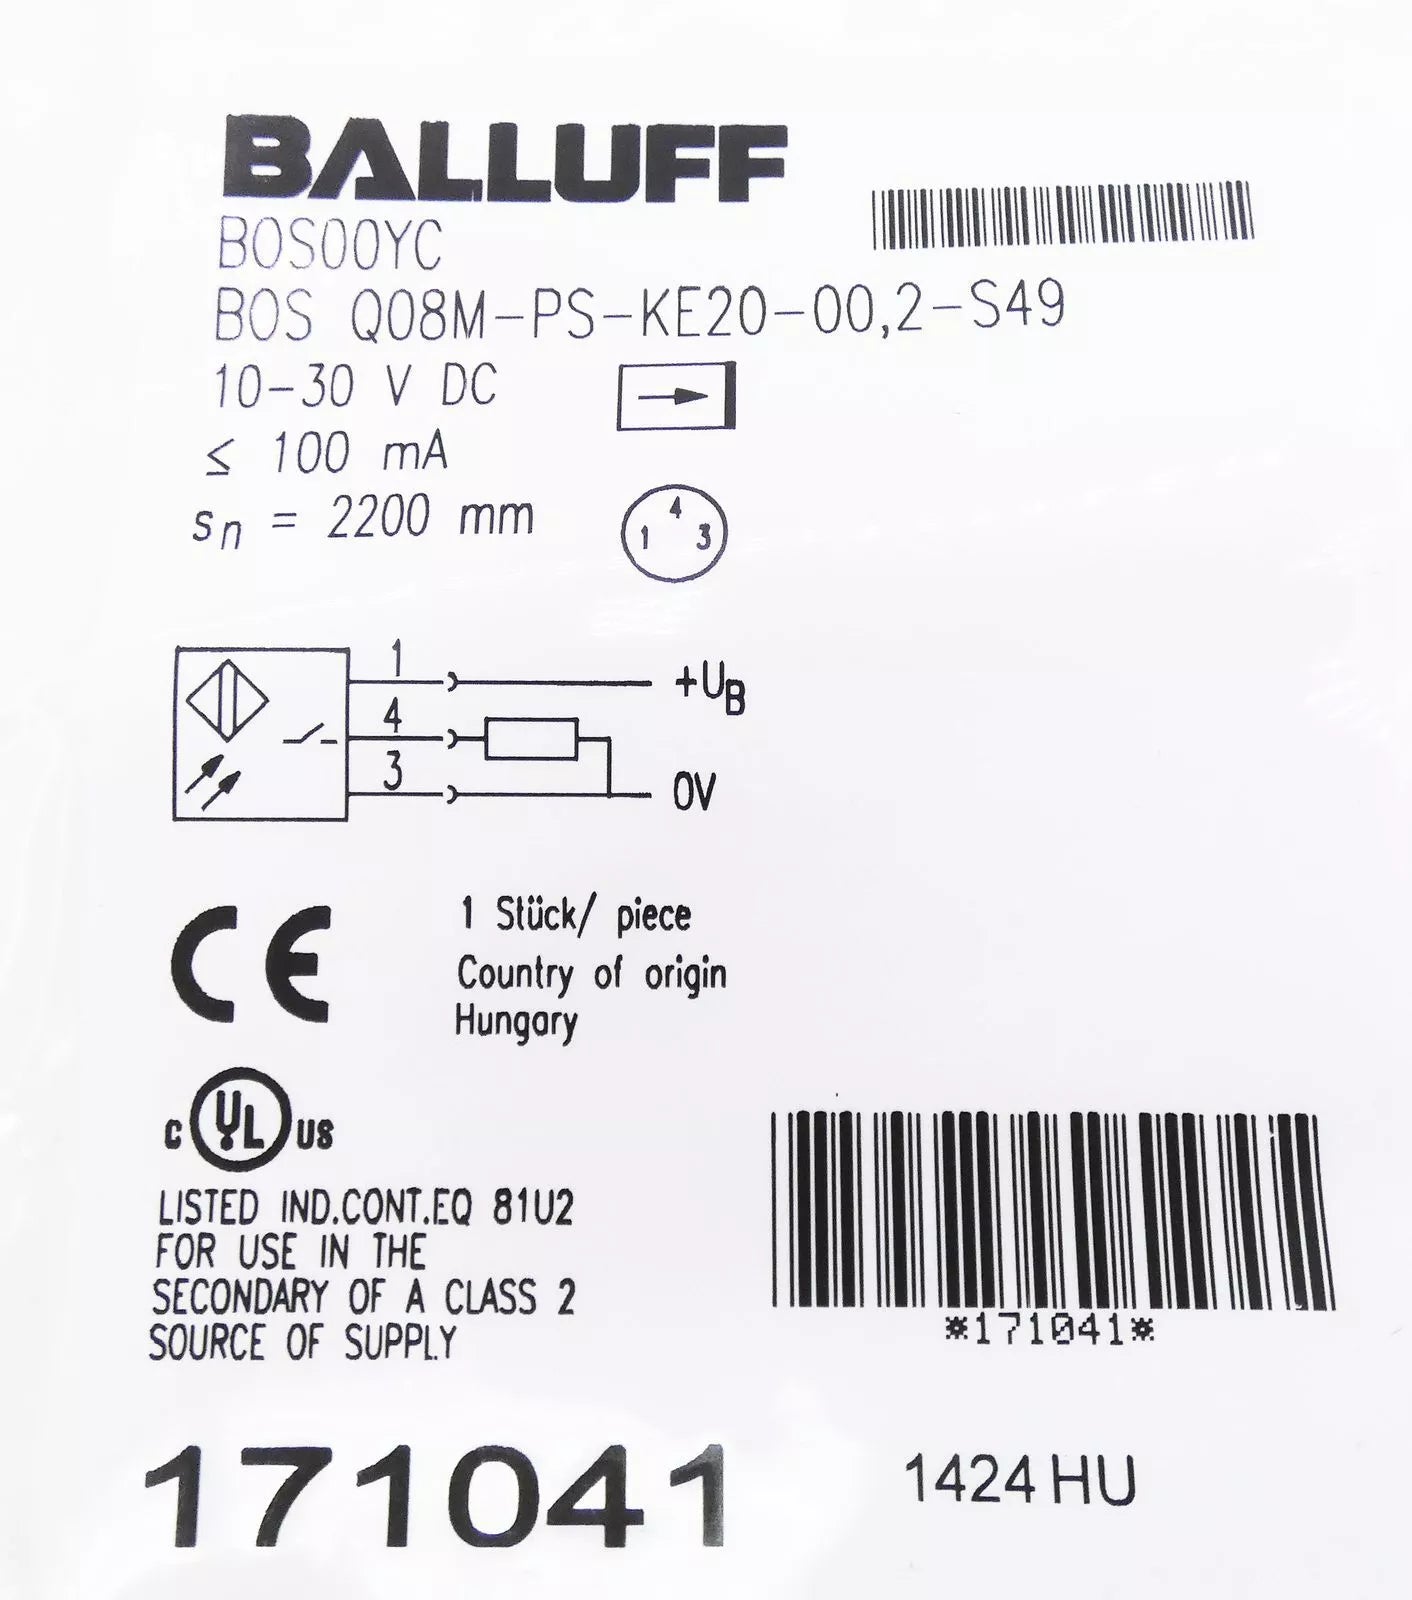 BALLUFF
BOS00YC
BOS Q08M-PS-KE20-00,2-S49
10-30 V DC
≤ 100 mA
sn = 2200 mm
4
1 3
1
+UB
4
3
0V
CE
1 Stück/ piece
Country of origin
Hungary
c UL US
LISTED IND.CONT.EQ 81U2
FOR USE IN THE
SECONDARY OF A CLASS 2
SOURCE OF SUPPLY
*171041*
171041
1424 HU